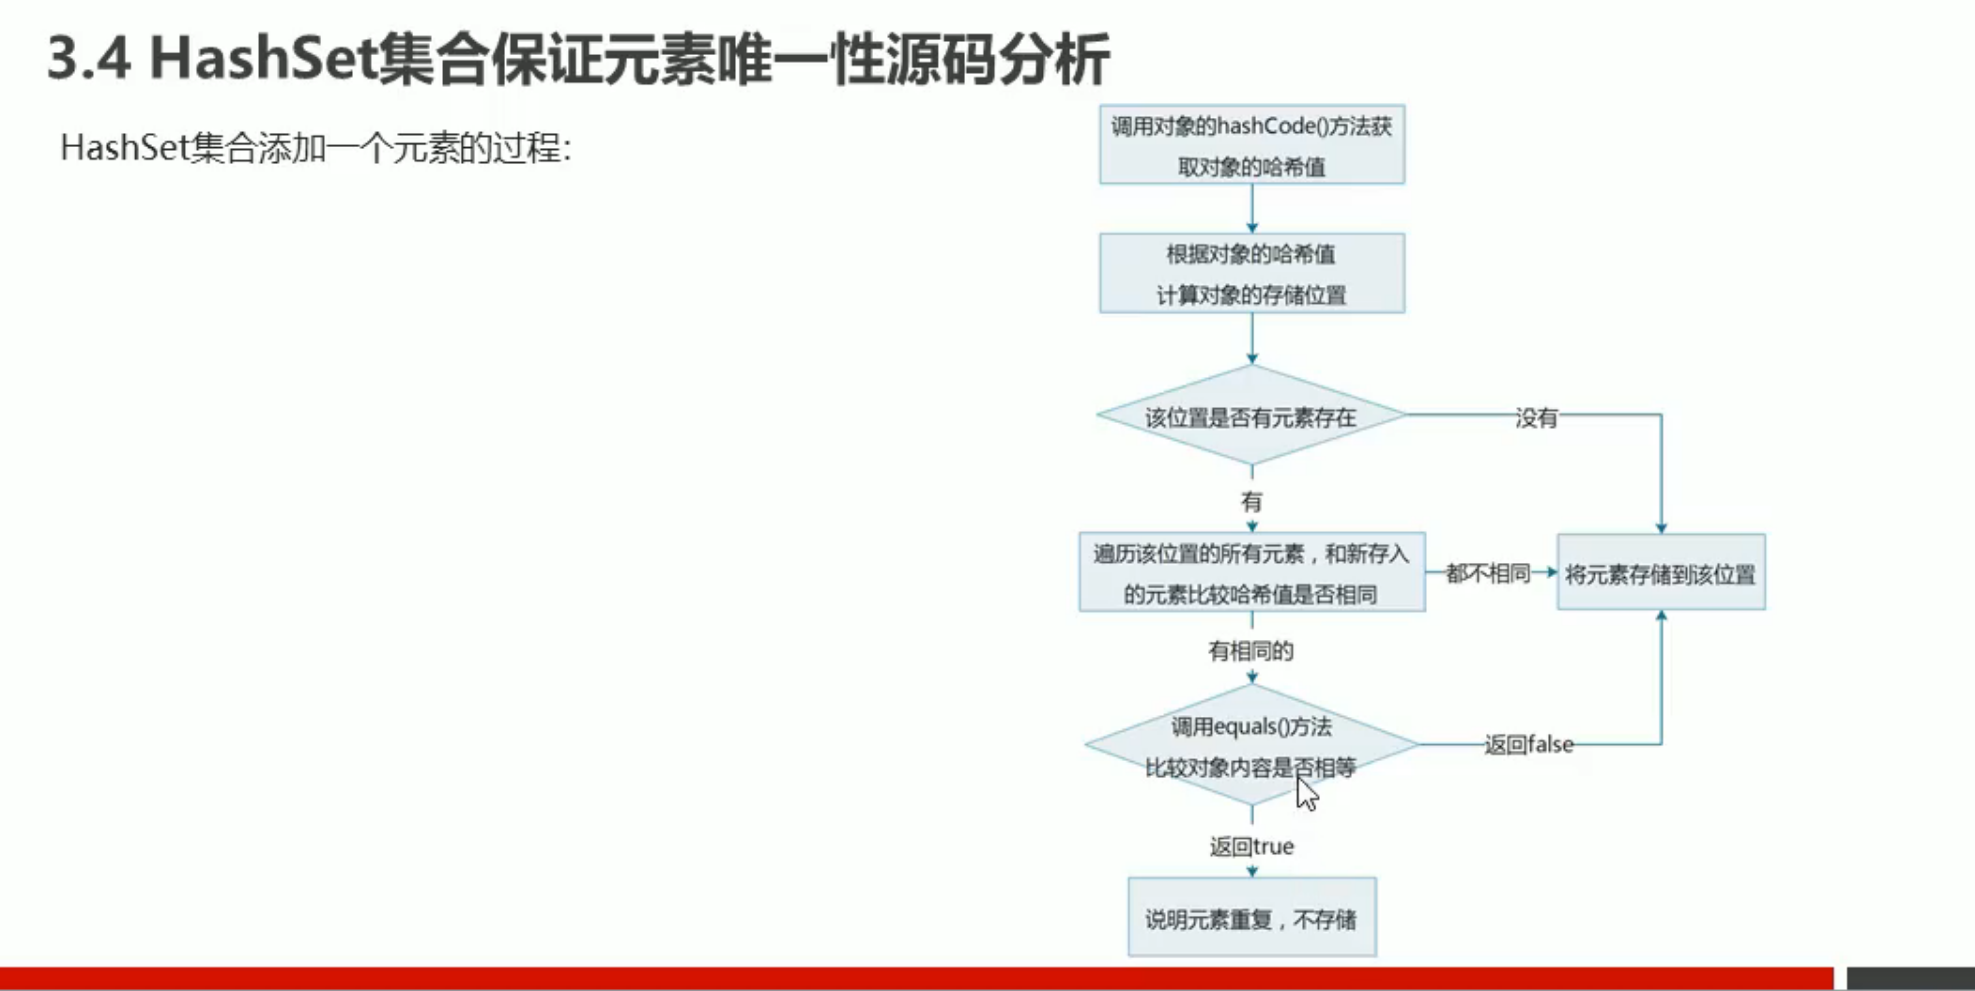 3.4 HashSet集合保证元素唯一性源码分析
HashSet集合添加一个元素的过程:
调用对象的hashCode()方法获
取对象的哈希值
根据对象的哈希值
计算对象的存储位置
该位置是否有元素存在
没有
有
遍历该位置的所有元素，和新存入
的元素比较哈希值是否相同
都不相同
将元素存储到该位置
有相同的
调用equals()方法
比较对象内容是否相等
返回false
返回true
说明元素重复，不存储